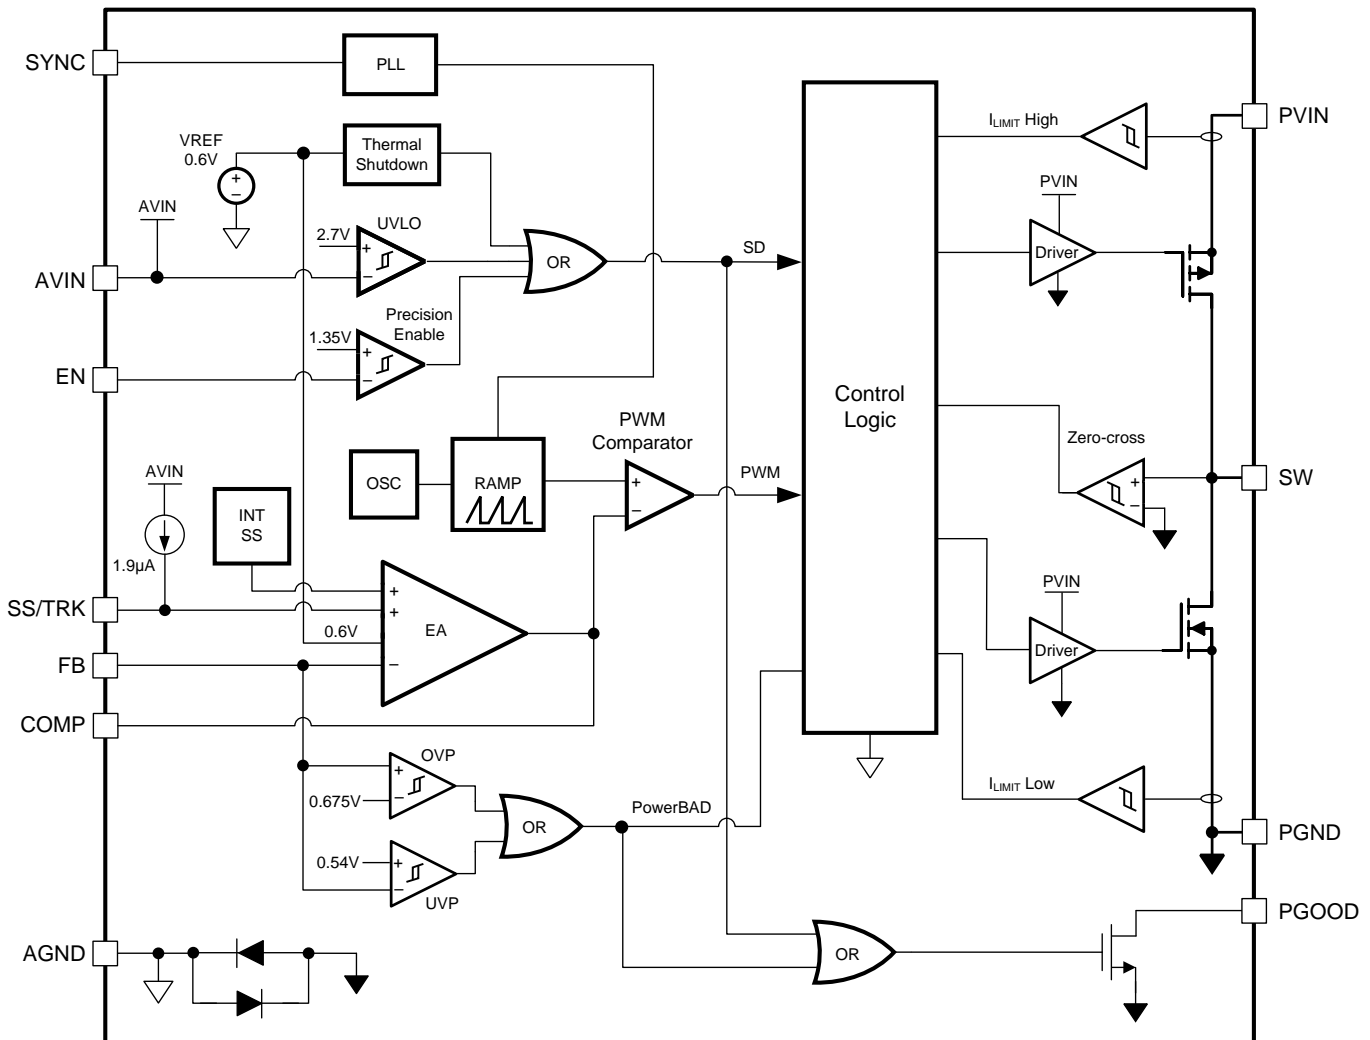 SYNC
PLL
PVIN
I_LIMIT High
VREF
0.6V
+
−
Thermal
Shutdown
PVIN
AVIN
UVLO
2.7V
+
−
OR
SD
Driver
AVIN
Precision
Enable
1.35V
+
−
EN
Control
Logic
PWM
Comparator
Zero-cross
AVIN
OSC
RAMP
+
−
PWM
+
−
SW
INT
SS
1.9µA
PVIN
SS/TRK
+
+
0.6V
EA
−
Driver
FB
COMP
OVP
+
−
0.675V
I_LIMIT Low
PowerBAD
OR
PGND
0.54V
+
−
UVP
PGOOD
AGND
OR